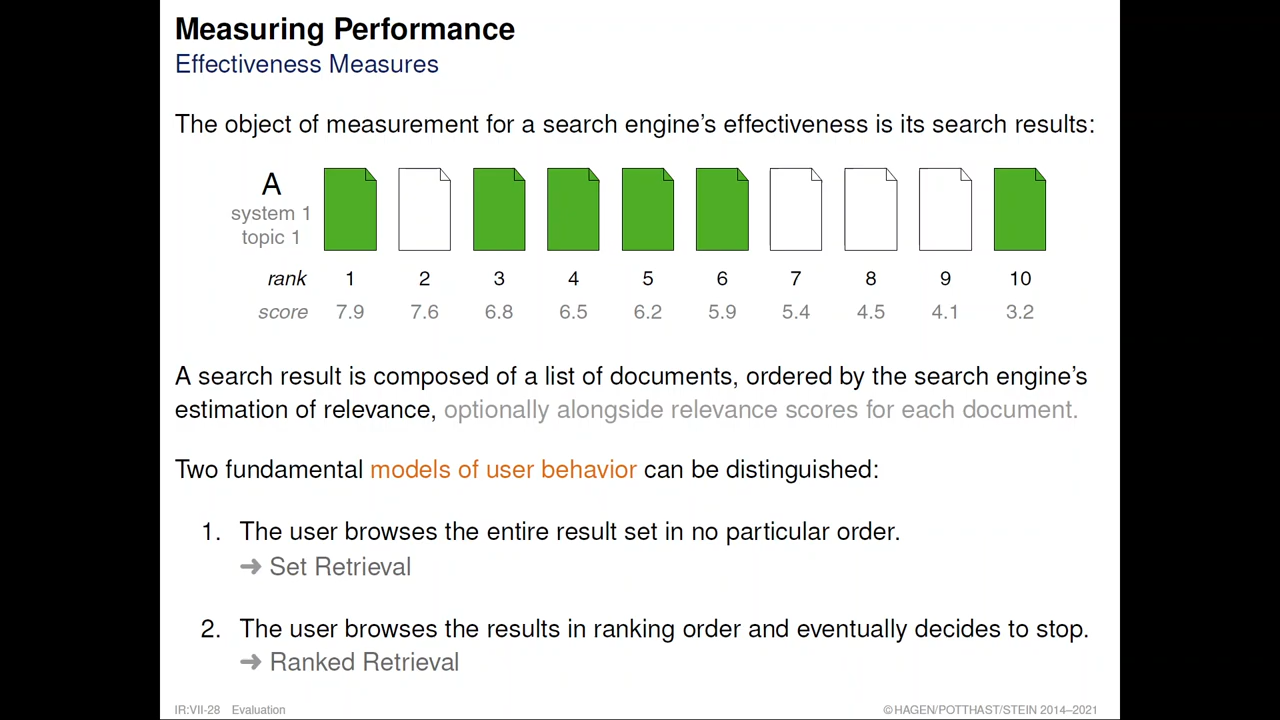 Measuring Performance
Effectiveness Measures
The object of measurement for a search engine's effectiveness is its search results:
A
system 1
topic 1
rank 1 2 3 4 5 6 7 8 9 10
score 7.9 7.6 6.8 6.5 6.2 5.9 5.4 4.5 4.1 3.2
A search result is composed of a list of documents, ordered by the search engine's
estimation of relevance, optionally alongside relevance scores for each document.
Two fundamental models of user behavior can be distinguished:
1. The user browses the entire result set in no particular order.
➜ Set Retrieval
2. The user browses the results in ranking order and eventually decides to stop.
➜ Ranked Retrieval
IR:VII-28 Evaluation ©HAGEN/POTTHAST/STEIN 2014–2021